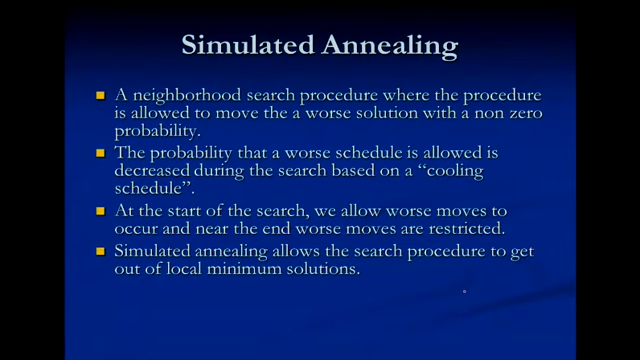 Simulated Annealing
A neighborhood search procedure where the procedure
is allowed to move the a worse solution with a non zero
probability.
The probability that a worse schedule is allowed is
decreased during the search based on a “cooling
schedule”.
At the start of the search, we allow worse moves to
occur and near the end worse moves are restricted.
Simulated annealing allows the search procedure to get
out of local minimum solutions.